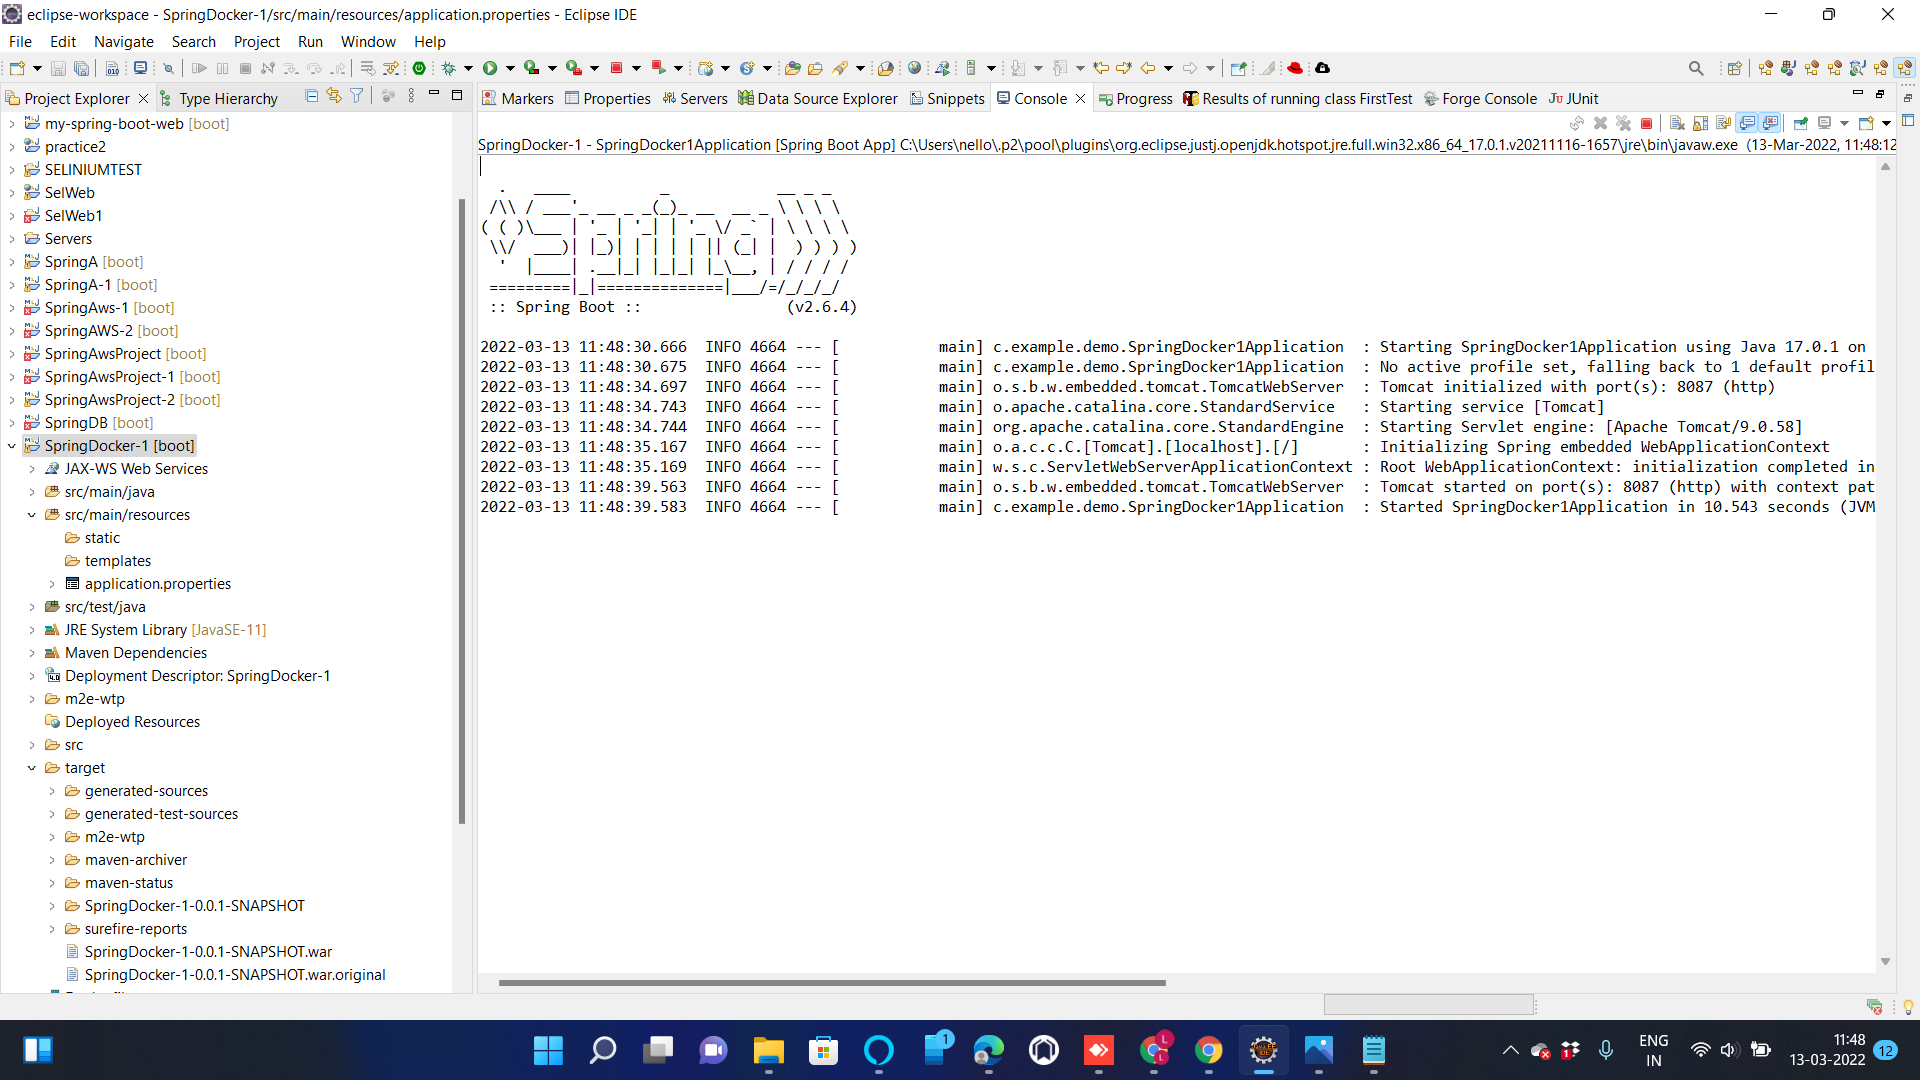 eclipse-workspace - SpringDocker-1/src/main/resources/application.properties - Eclipse IDE
File Edit Navigate Search Project Run Window Help
Project Explorer Type Hierarchy
my-spring-boot-web [boot]
practice2
SELINIUMTEST
SelWeb
SelWeb1
Servers
SpringA [boot]
SpringA-1 [boot]
SpringAws-1 [boot]
SpringAWS-2 [boot]
SpringAwsProject [boot]
SpringAwsProject-1 [boot]
SpringAwsProject-2 [boot]
SpringDB [boot]
SpringDocker-1 [boot]
JAX-WS Web Services
src/main/java
src/main/resources
static
templates
application.properties
src/test/java
JRE System Library [JavaSE-11]
Maven Dependencies
Deployment Descriptor: SpringDocker-1
m2e-wtp
Deployed Resources
src
target
generated-sources
generated-test-sources
m2e-wtp
maven-archiver
maven-status
SpringDocker-1-0.0.1-SNAPSHOT
surefire-reports
SpringDocker-1-0.0.1-SNAPSHOT.war
SpringDocker-1-0.0.1-SNAPSHOT.war.original
Markers Properties Servers Data Source Explorer Snippets Console Progress Results of running class FirstTest Forge Console JUnit
SpringDocker-1 - SpringDocker1Application [Spring Boot App] C:\Users\nello\.p2\pool\plugins\org.eclipse.justj.openjdk.hotspot.jre.full.win32.x86_64_17.0.1.v20211116-1657\jre\bin\javaw.exe (13-Mar-2022, 11:48:12
Spring
:: Spring Boot :: (v2.6.4)
2022-03-13 11:48:30.666 INFO 4664 --- [ main] c.example.demo.SpringDocker1Application : Starting SpringDocker1Application using Java 17.0.1 on
2022-03-13 11:48:30.675 INFO 4664 --- [ main] c.example.demo.SpringDocker1Application : No active profile set, falling back to 1 default profil
2022-03-13 11:48:34.697 INFO 4664 --- [ main] o.s.b.w.embedded.tomcat.TomcatWebServer : Tomcat initialized with port(s): 8087 (http)
2022-03-13 11:48:34.743 INFO 4664 --- [ main] o.apache.catalina.core.StandardService : Starting service [Tomcat]
2022-03-13 11:48:34.744 INFO 4664 --- [ main] org.apache.catalina.core.StandardEngine : Starting Servlet engine: [Apache Tomcat/9.0.58]
2022-03-13 11:48:35.167 INFO 4664 --- [ main] o.a.c.c.C.[Tomcat].[localhost].[/] : Initializing Spring embedded WebApplicationContext
2022-03-13 11:48:35.169 INFO 4664 --- [ main] w.s.c.ServletWebServerApplicationContext : Root WebApplicationContext: initialization completed in
2022-03-13 11:48:39.563 INFO 4664 --- [ main] o.s.b.w.embedded.tomcat.TomcatWebServer : Tomcat started on port(s): 8087 (http) with context pat
2022-03-13 11:48:39.583 INFO 4664 --- [ main] c.example.demo.SpringDocker1Application : Started SpringDocker1Application in 10.543 seconds (JVM
ENG
IN
11:48
13-03-2022
12